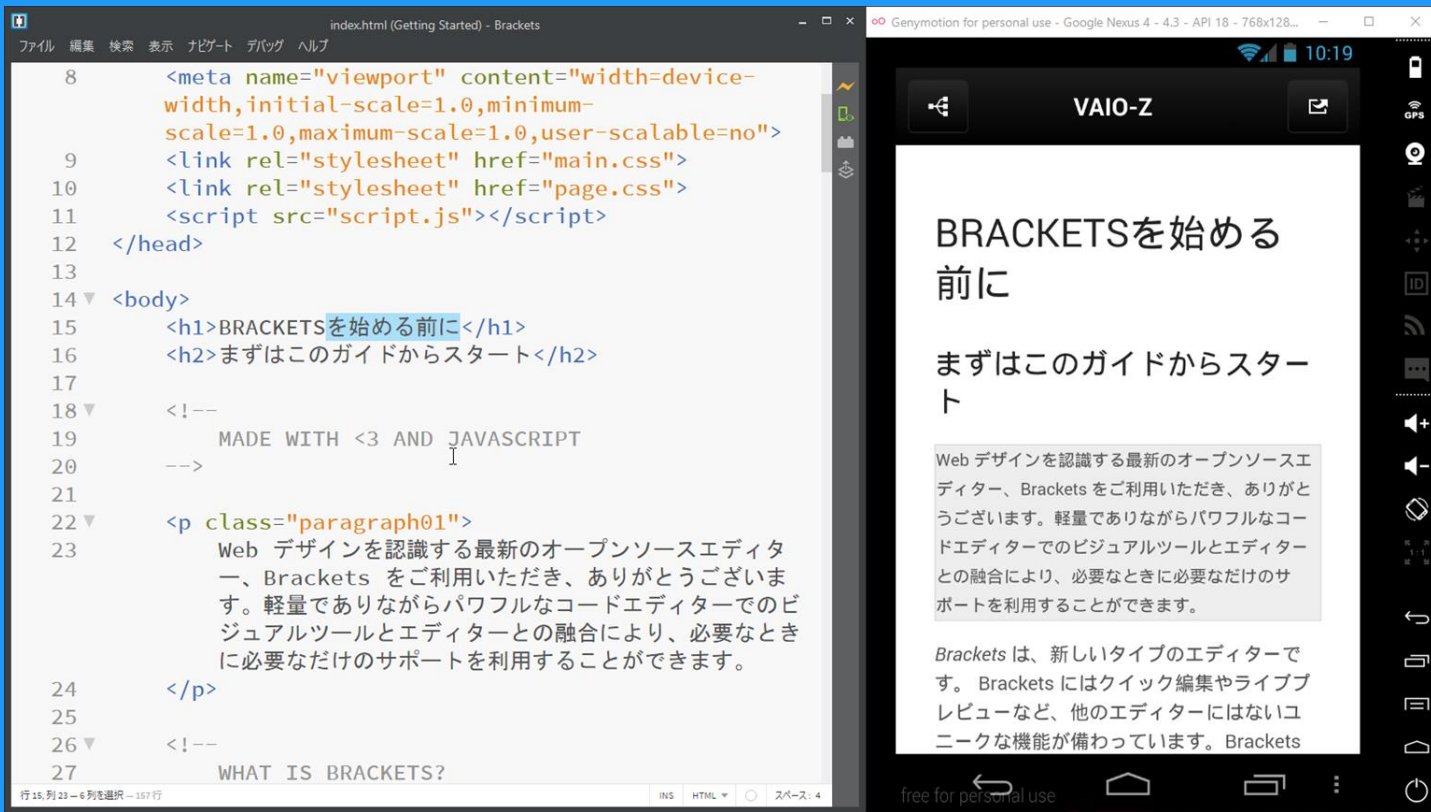 index.html (Getting Started) - Brackets
ファイル 編集 検索 表示 ナビゲート デバッグ ヘルプ
8 <meta name="viewport" content="width=device-
width,initial-scale=1.0,minimum-
scale=1.0,maximum-scale=1.0,user-scalable=no">
9 <link rel="stylesheet" href="main.css">
10 <link rel="stylesheet" href="page.css">
11 <script src="script.js"></script>
12 </head>
13
14 <body>
15 <h1>BRACKETSを始める前に</h1>
16 <h2>まずはこのガイドからスタート</h2>
17
18 <!--
19 MADE WITH <3 AND JAVASCRIPT
20 -->
21
22 <p class="paragraph01">
23 Web デザインを認識する最新のオープンソースエディタ
ー、Brackets をご利用いただき、ありがとうございま
す。軽量でありながらパワフルなコードエディターでのビ
ジュアルツールとエディターとの融合により、必要なとき
に必要なだけのサポートを利用することができます。
24 </p>
25
26 <!--
27 WHAT IS BRACKETS?
行 15, 列 23 — 6 列を選択 — 157 行
INS HTML スペース: 4
Genymotion for personal use - Google Nexus 4 - 4.3 - API 18 - 768x128...
10:19
VAIO-Z
BRACKETSを始める
前に
まずはこのガイドからスター
ト
Web デザインを認識する最新のオープンソースエ
ディター、Brackets をご利用いただき、ありがと
うございます。軽量でありながらパワフルなコー
ドエディターでのビジュアルツールとエディター
との融合により、必要なときに必要なだけのサ
ポートを利用することができます。
Brackets は、新しいタイプのエディターで
す。 Brackets にはクイック編集やライブプ
レビューなど、他のエディターにはないユ
ニークな機能が備わっています。Brackets
free for personal use
GPS
ID
1:1